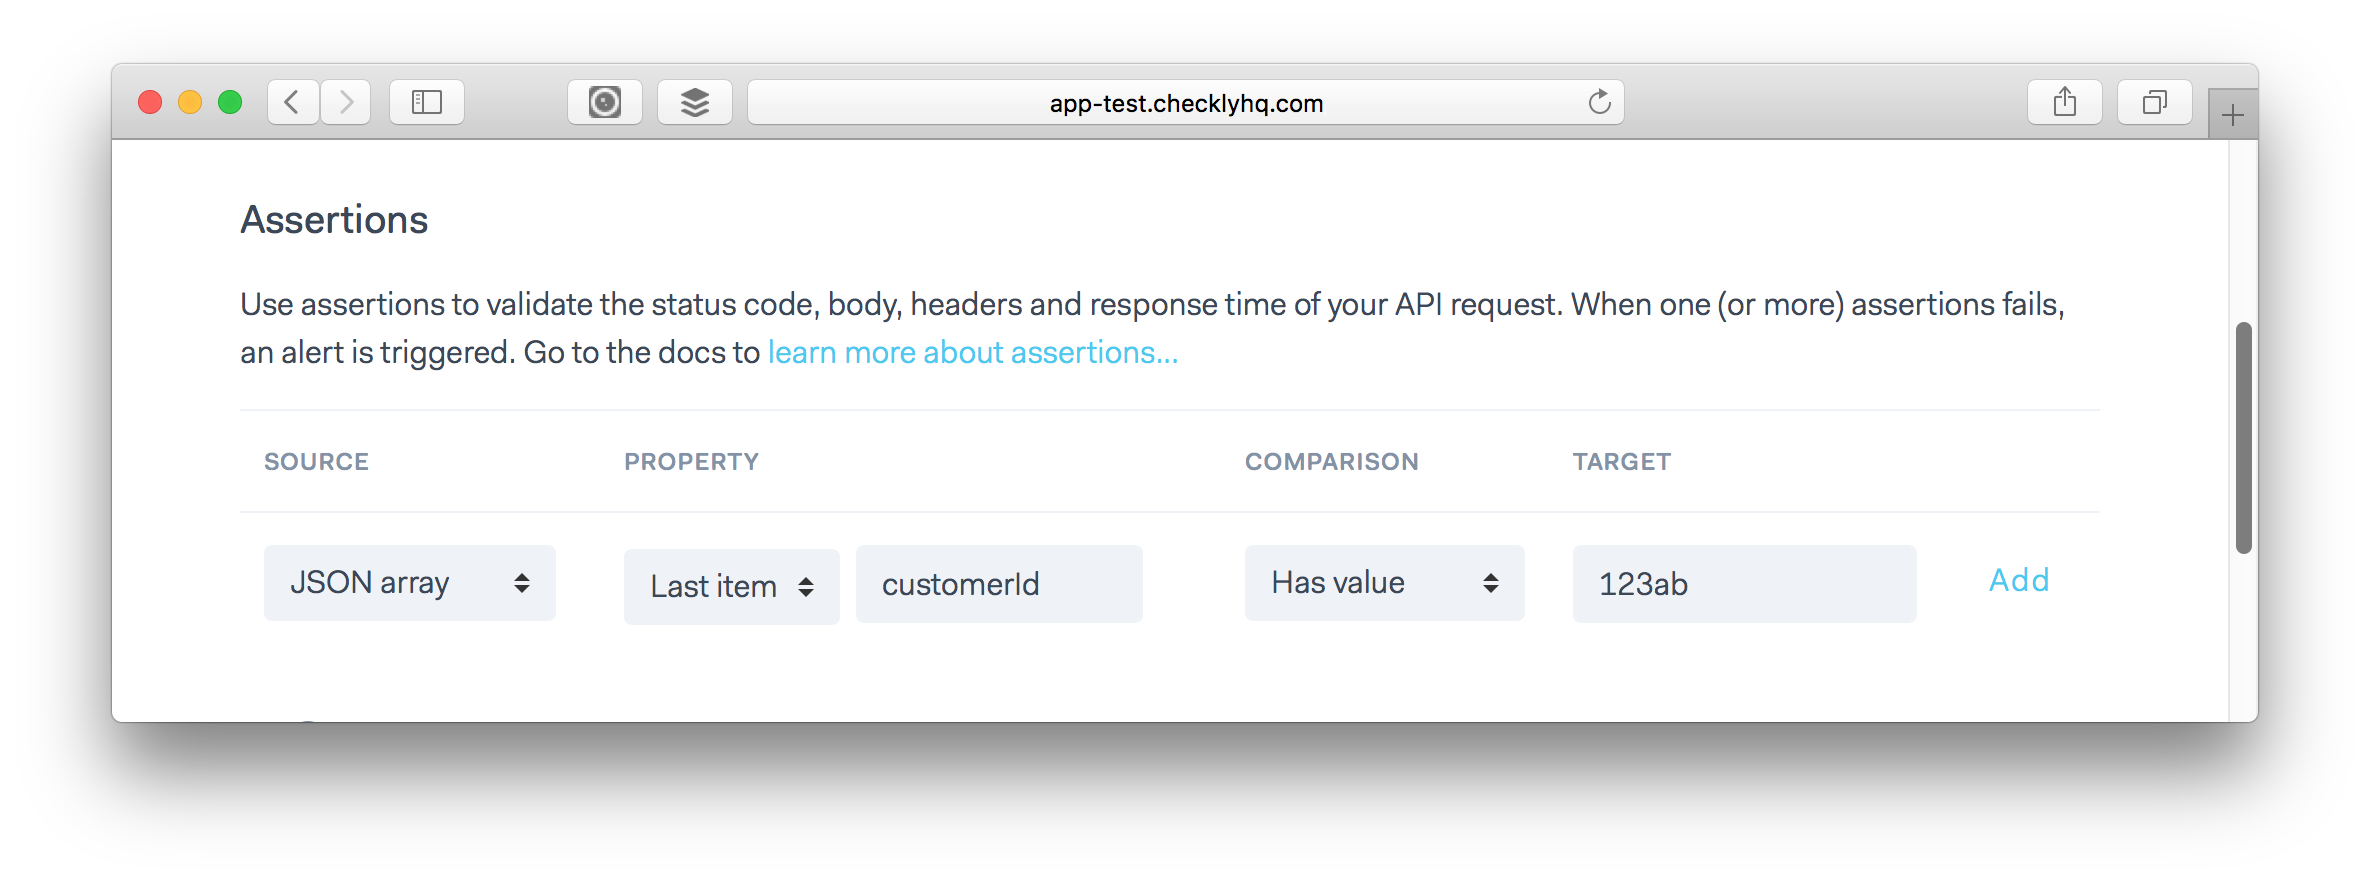 app-test.checklyhq.com
Assertions
Use assertions to validate the status code, body, headers and response time of your API request. When one (or more) assertions fails,
an alert is triggered. Go to the docs to learn more about assertions...
SOURCE PROPERTY COMPARISON TARGET
JSON array Last item customerId Has value 123ab Add